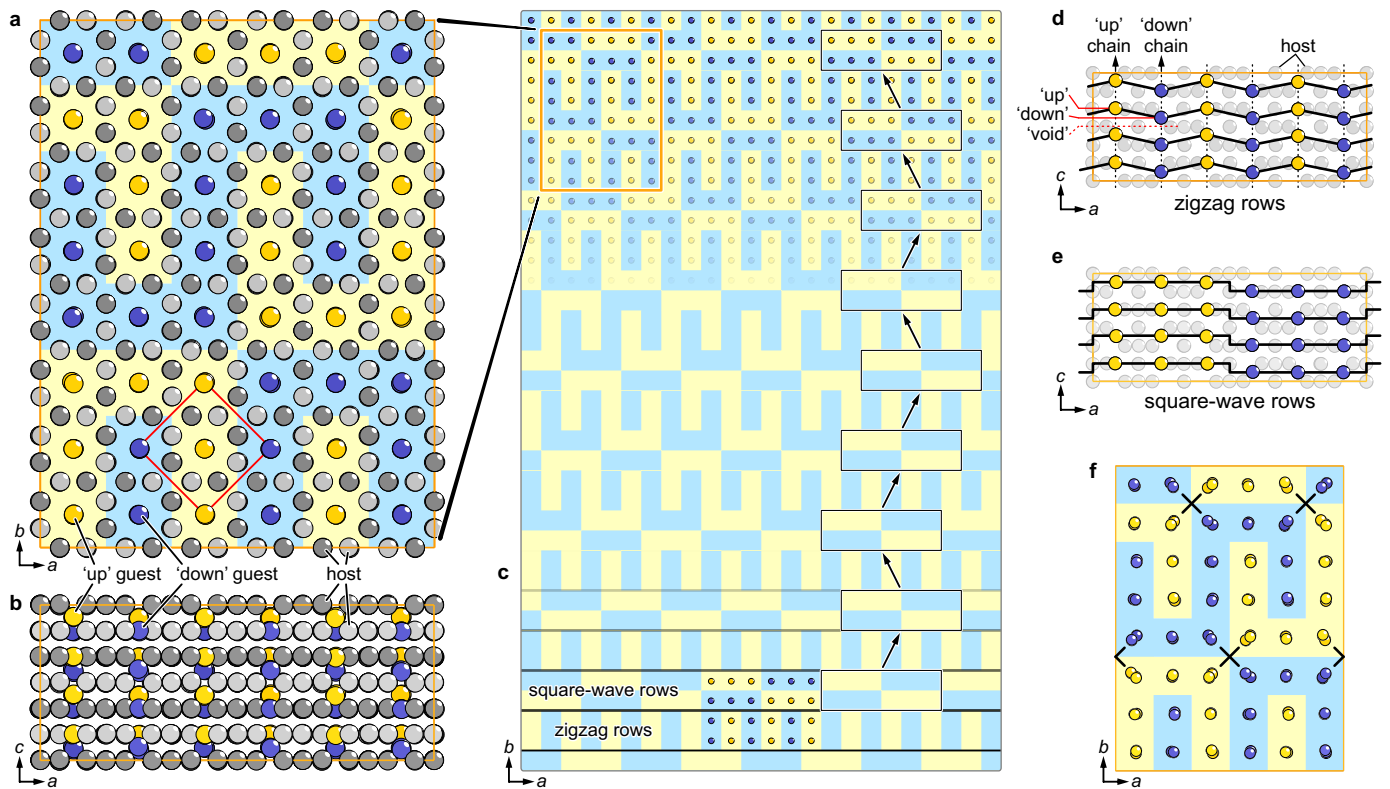 a
b
a
'up' guest
'down' guest
host
b
c
a
c
square-wave rows
zigzag rows
b
a
d
'up'
chain
'down'
chain
host
'up'
'down'
'void'
c
a
zigzag rows
e
c
a
square-wave rows
f
b
a